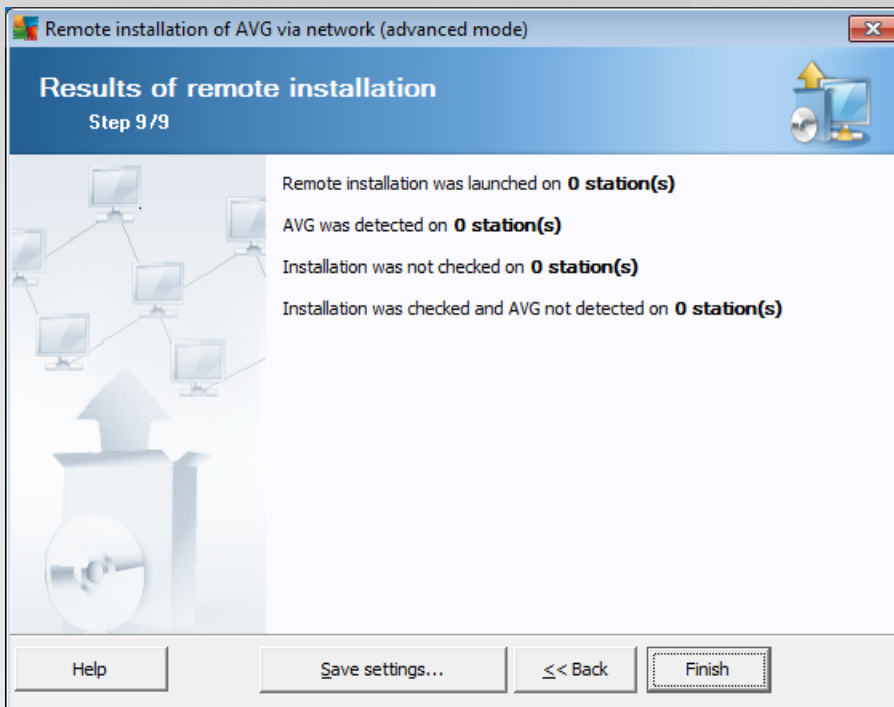 Remote installation of AVG via network (advanced mode)
Results of remote installation
Step 9/9
Remote installation was launched on 0 station(s)
AVG was detected on 0 station(s)
Installation was not checked on 0 station(s)
Installation was checked and AVG not detected on 0 station(s)
Help
Save settings...
<< Back
Finish